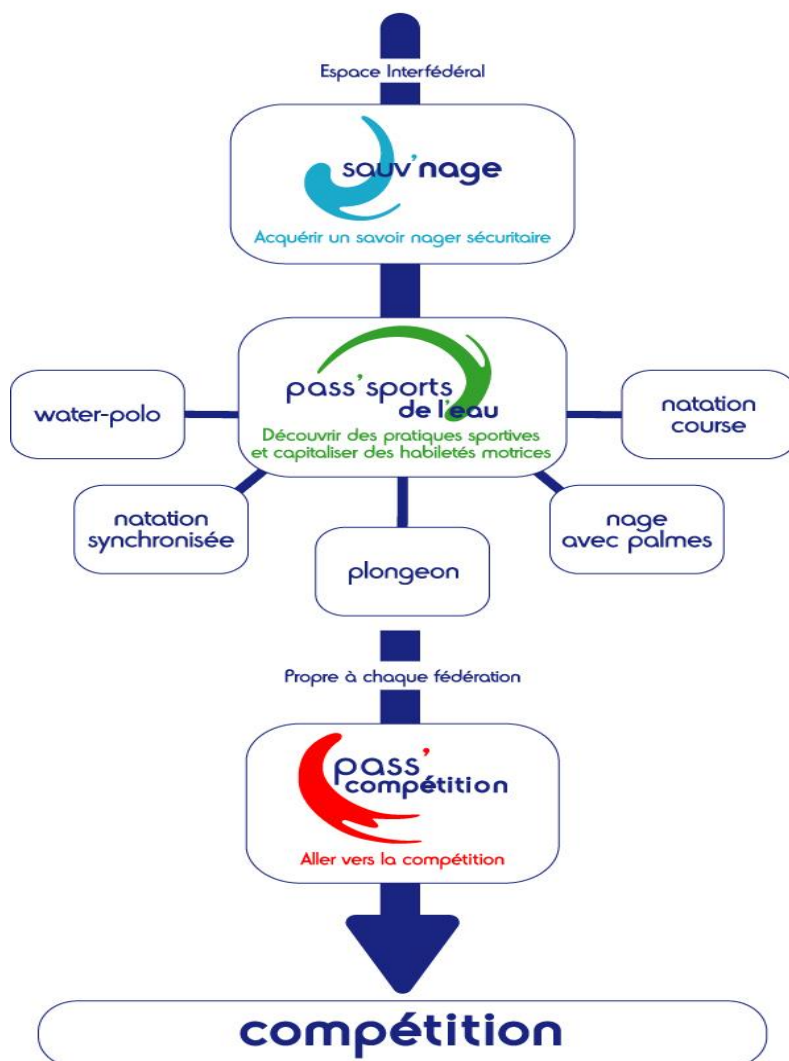 Espace Interfédéral
sauv'nage
Acquérir un savoir nager sécuritaire
pass'sports
de l'eau
Découvrir des pratiques sportives
et capitaliser des habiletés motrices
water-polo
natation
course
natation
synchronisée
nage
avec palmes
plongeon
Propre à chaque fédération
pass'
compétition
Aller vers la compétition
compétition